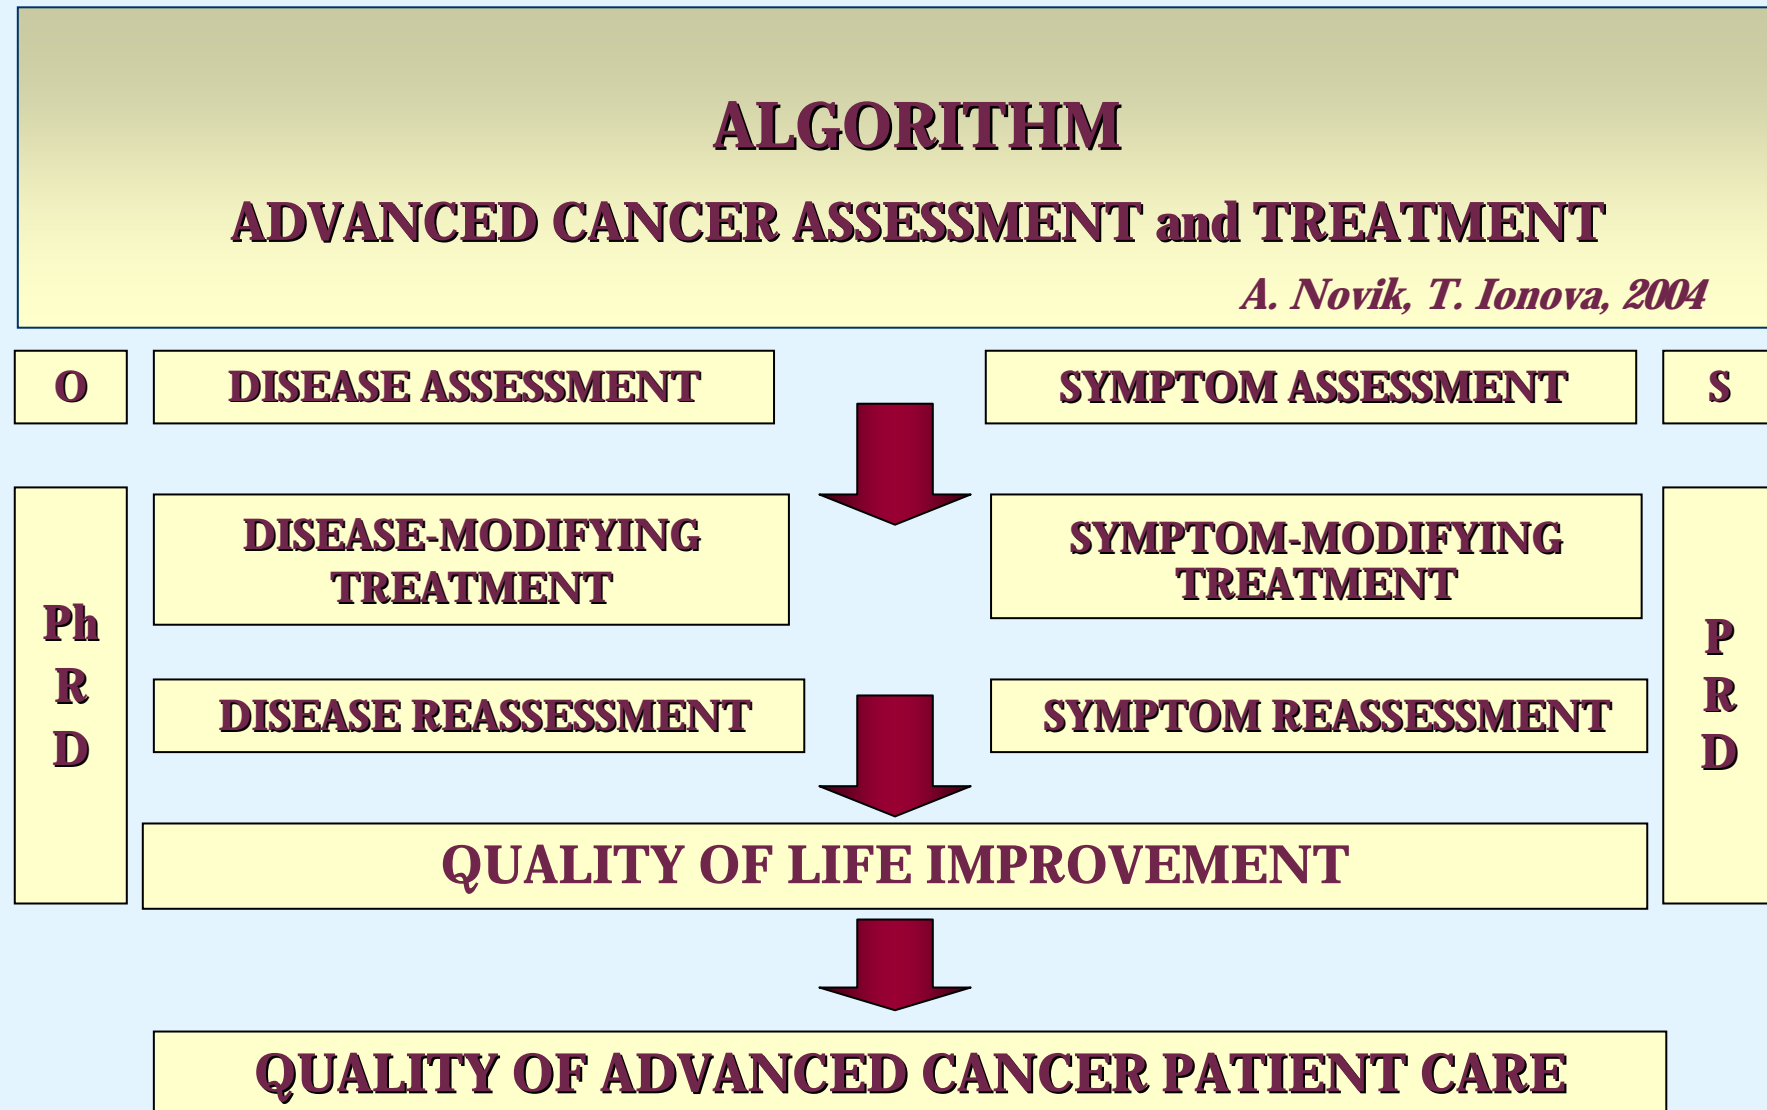 ALGORITHM
ADVANCED CANCER ASSESSMENT and TREATMENT
A. Novik, T. Ionova, 2004
O
DISEASE ASSESSMENT
SYMPTOM ASSESSMENT
S
Ph
R
D
DISEASE-MODIFYING
TREATMENT
SYMPTOM-MODIFYING
TREATMENT
P
R
D
DISEASE REASSESSMENT
SYMPTOM REASSESSMENT
QUALITY OF LIFE IMPROVEMENT
QUALITY OF ADVANCED CANCER PATIENT CARE